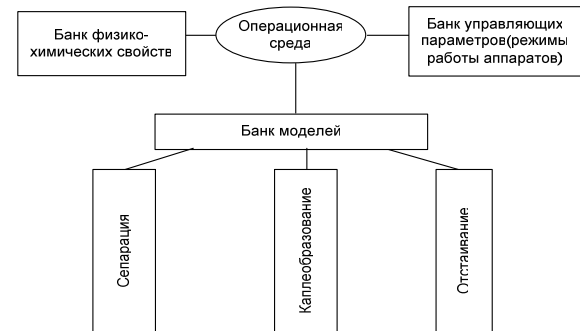 Банк физико-
химических свойств
Операционная
среда
Банк управляющих
параметров(режимы
работы аппаратов)
Банк моделей
Сепарация
Каплеобразование
Отстаивание